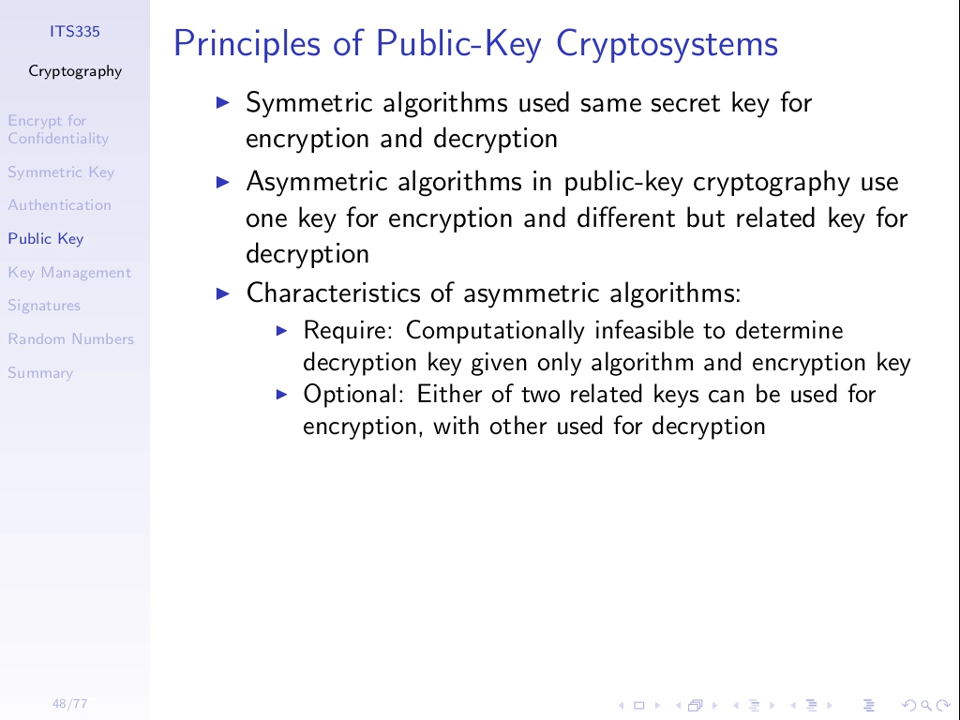 ITS335
Cryptography
Encrypt for
Confidentiality
Symmetric Key
Authentication
Public Key
Key Management
Signatures
Random Numbers
Summary
48/77
Principles of Public-Key Cryptosystems
Symmetric algorithms used same secret key for
encryption and decryption
Asymmetric algorithms in public-key cryptography use
one key for encryption and different but related key for
decryption
Characteristics of asymmetric algorithms:
Require: Computationally infeasible to determine
decryption key given only algorithm and encryption key
Optional: Either of two related keys can be used for
encryption, with other used for decryption